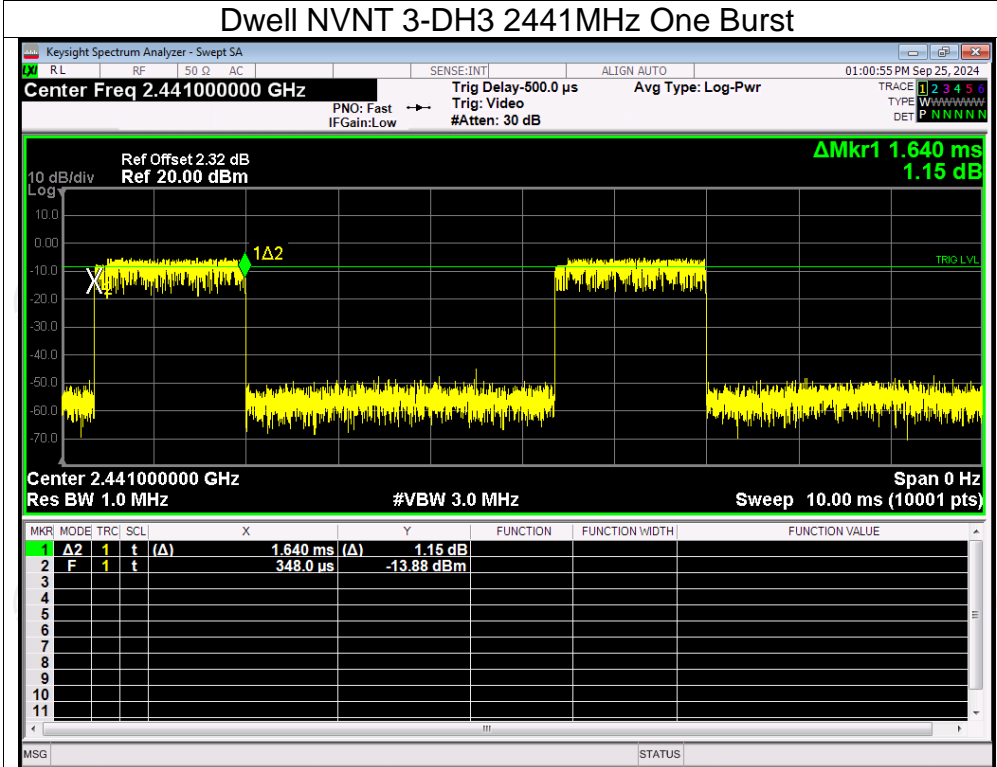 Dwell NVNT 3-DH3 2441MHz One Burst
Keysight Spectrum Analyzer - Swept SA
LXI RL RF 50 Ω AC SENSE:INT ALIGN AUTO 01:00:55 PM Sep 25, 2024
Center Freq 2.441000000 GHz Trig Delay-500.0 µs Avg Type: Log-Pwr TRACE 1 2 3 4 5 6
PNO: Fast Trig: Video TYPE WWWWWW
IFGain:Low #Atten: 30 dB DET P N N N N N
ΔMkr1 1.640 ms
1.15 dB
Ref Offset 2.32 dB
10 dB/div Ref 20.00 dBm
Log
10.0
0.00
1Δ2
TRIG LVL
-10.0
-20.0
-30.0
-40.0
-50.0
-60.0
-70.0
Center 2.441000000 GHz Span 0 Hz
Res BW 1.0 MHz #VBW 3.0 MHz Sweep 10.00 ms (10001 pts)
MKR MODE TRC SCL X Y FUNCTION FUNCTION WIDTH FUNCTION VALUE
1 Δ2 1 t (Δ) 1.640 ms (Δ) 1.15 dB
2 F 1 t 348.0 µs -13.88 dBm
3
4
5
6
7
8
9
10
11
MSG STATUS